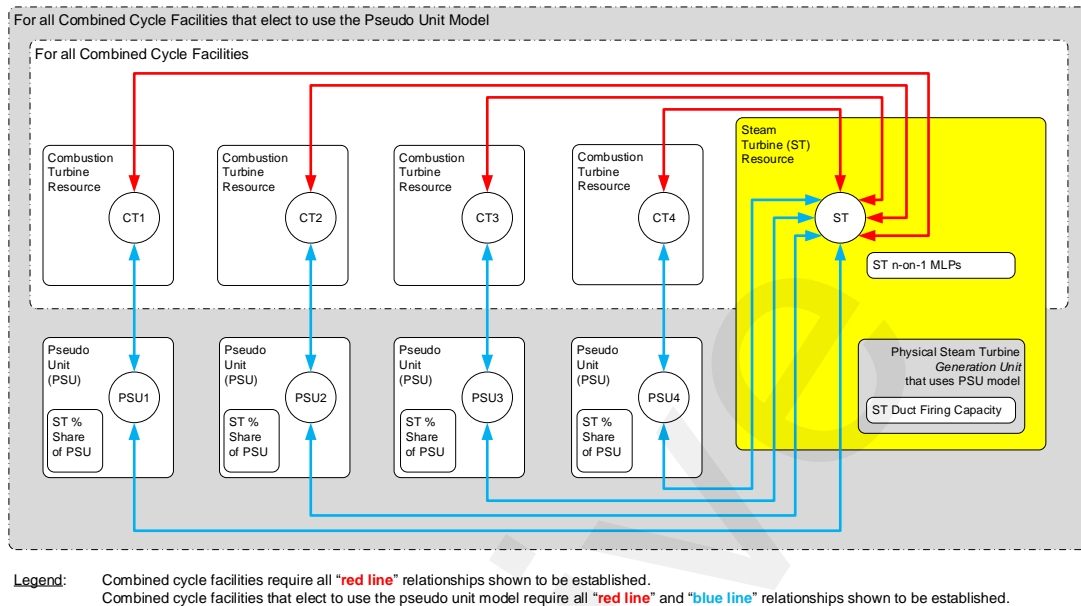 For all Combined Cycle Facilities that elect to use the Pseudo Unit Model
For all Combined Cycle Facilities
Combustion
Turbine
Resource
CT1
Combustion
Turbine
Resource
CT2
Combustion
Turbine
Resource
CT3
Combustion
Turbine
Resource
CT4
Steam
Turbine (ST)
Resource
ST
ST n-on-1 MLPs
Pseudo
Unit
(PSU)
PSU1
ST %
Share
of PSU
Pseudo
Unit
(PSU)
PSU2
ST %
Share
of PSU
Pseudo
Unit
(PSU)
PSU3
ST %
Share
of PSU
Pseudo
Unit
(PSU)
PSU4
ST %
Share
of PSU
Physical Steam Turbine
Generation Unit
that uses PSU model
ST Duct Firing Capacity
Legend: Combined cycle facilities require all “red line” relationships shown to be established.
Combined cycle facilities that elect to use the pseudo unit model require all “red line” and “blue line” relationships shown to be established.